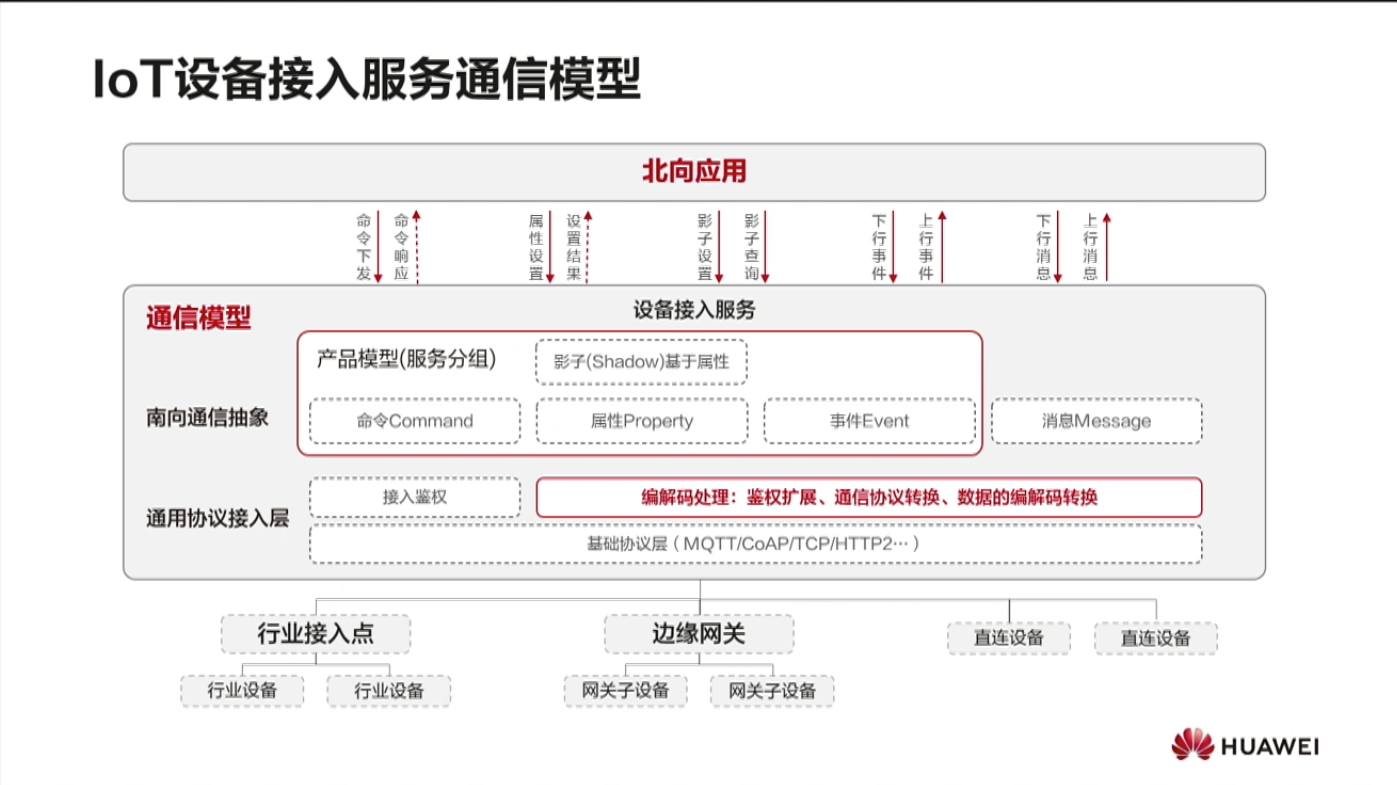 IoT设备接入服务通信模型
北向应用
命令下发
命令响应
属性设置
设置结果
影子设置
影子查询
下行事件
上行事件
下行消息
上行消息
设备接入服务
通信模型
产品模型(服务分组)
影子(Shadow)基于属性
南向通信抽象
命令Command
属性Property
事件Event
消息Message
通用协议接入层
接入鉴权
编解码处理：鉴权扩展、通信协议转换、数据的编解码转换
基础协议层（MQTT/CoAP/TCP/HTTP2…）
行业接入点
边缘网关
直连设备
直连设备
行业设备
行业设备
网关子设备
网关子设备
HUAWEI